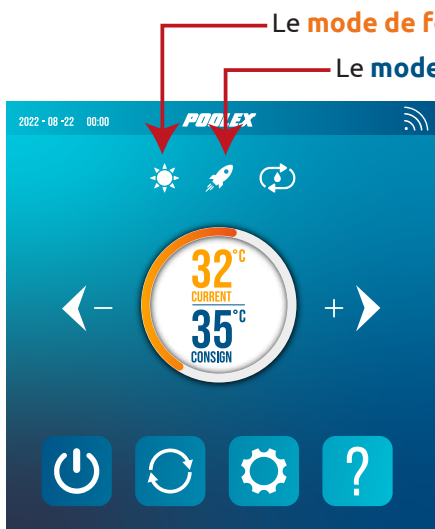 Le mode de
Le mode
2022 - 08 -22 00:00
POOLEX
32°C
CURRENT
35°C
CONSIGN
− +
?